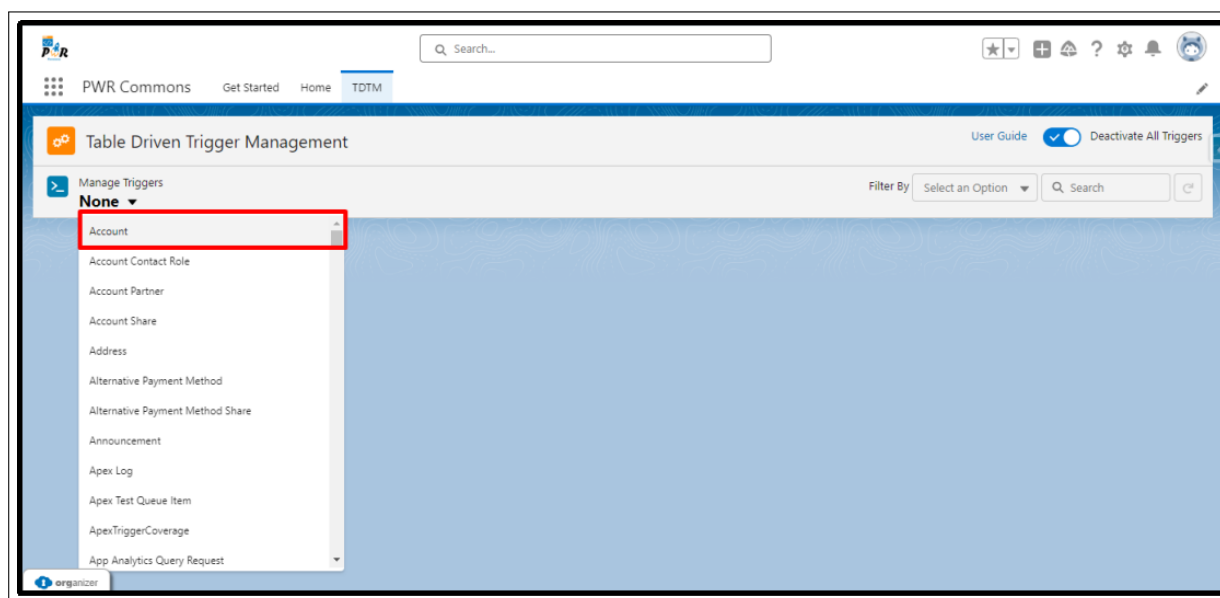 PWR
Search...
PWR Commons Get Started Home TDTM
Table Driven Trigger Management
User Guide Deactivate All Triggers
Manage Triggers
None
Filter By Select an Option Search
Account
Account Contact Role
Account Partner
Account Share
Address
Alternative Payment Method
Alternative Payment Method Share
Announcement
Apex Log
Apex Test Queue Item
ApexTriggerCoverage
App Analytics Query Request
organizer